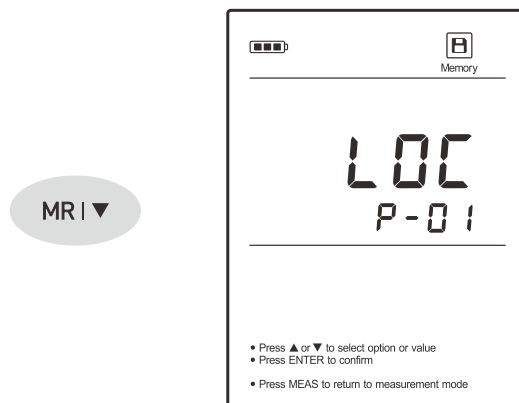 Memory
LOC
MR | ▼
P-01
• Press ▲ or ▼ to select option or value
• Press ENTER to confirm
• Press MEAS to return to measurement mode